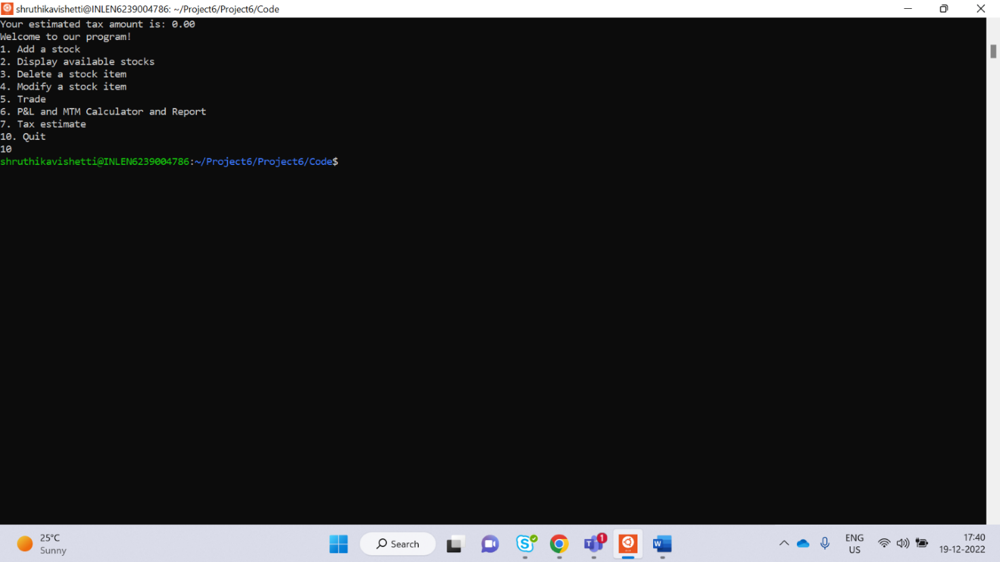 shruthikavishetti@INLEN6239004786: ~/Project6/Project6/Code
Your estimated tax amount is: 0.00
Welcome to our program!
1. Add a stock
2. Display available stocks
3. Delete a stock item
4. Modify a stock item
5. Trade
6. P&L and MTM Calculator and Report
7. Tax estimate
10. Quit
10
shruthikavishetti@INLEN6239004786:~/Project6/Project6/Code$
25°C
Sunny
Search
S
T
1
W
ENG
US
17:40
19-12-2022